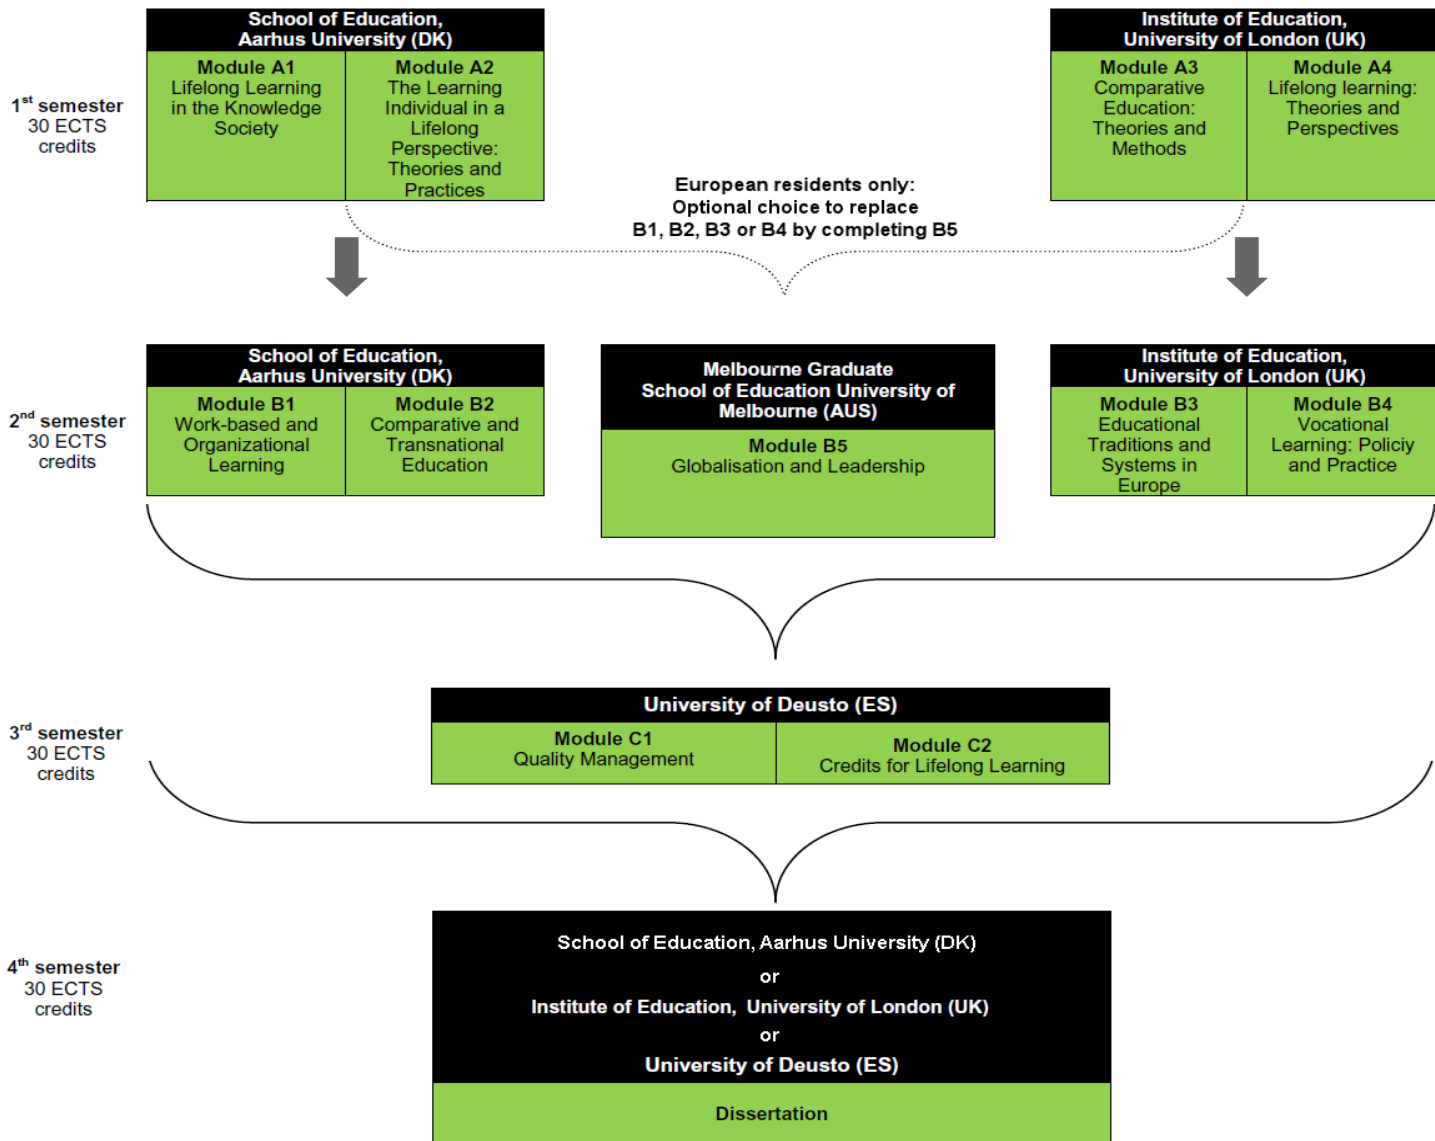 School of Education,
Aarhus University (DK)
Institute of Education,
University of London (UK)
1st semester
30 ECTS
credits
Module A1
Lifelong Learning
in the Knowledge
Society
Module A2
The Learning
Individual in a
Lifelong
Perspective:
Theories and
Practices
Module A3
Comparative
Education:
Theories and
Methods
Module A4
Lifelong learning:
Theories and
Perspectives
European residents only:
Optional choice to replace
B1, B2, B3 or B4 by completing B5
School of Education,
Aarhus University (DK)
Melbourne Graduate
School of Education University of
Melbourne (AUS)
Institute of Education,
University of London (UK)
2nd semester
30 ECTS
credits
Module B1
Work-based and
Organizational
Learning
Module B2
Comparative and
Transnational
Education
Module B5
Globalisation and Leadership
Module B3
Educational
Traditions and
Systems in
Europe
Module B4
Vocational
Learning: Policiy
and Practice
University of Deusto (ES)
3rd semester
30 ECTS
credits
Module C1
Quality Management
Module C2
Credits for Lifelong Learning
4th semester
30 ECTS
credits
School of Education, Aarhus University (DK)
or
Institute of Education, University of London (UK)
or
University of Deusto (ES)
Dissertation